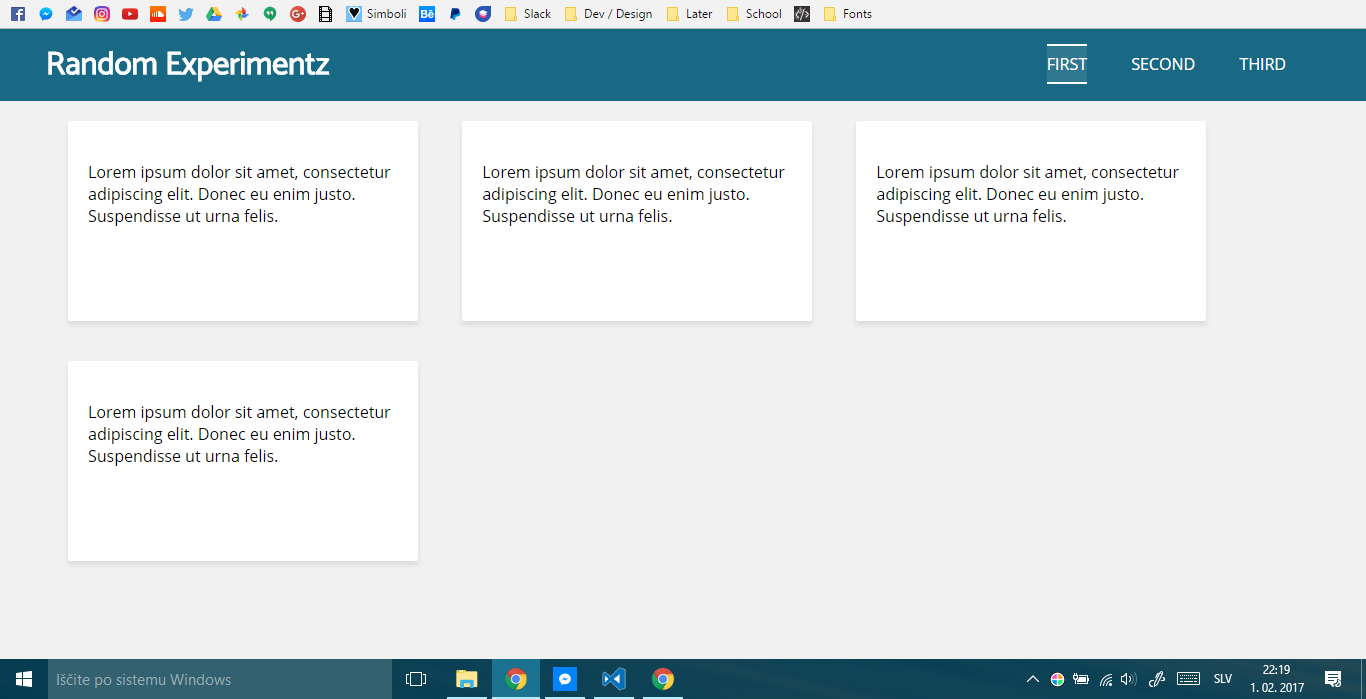 Simboli Slack Dev / Design Later School Fonts
Random Experimentz FIRST SECOND THIRD
Lorem ipsum dolor sit amet, consectetur
adipiscing elit. Donec eu enim justo.
Suspendisse ut urna felis.
Lorem ipsum dolor sit amet, consectetur
adipiscing elit. Donec eu enim justo.
Suspendisse ut urna felis.
Lorem ipsum dolor sit amet, consectetur
adipiscing elit. Donec eu enim justo.
Suspendisse ut urna felis.
Lorem ipsum dolor sit amet, consectetur
adipiscing elit. Donec eu enim justo.
Suspendisse ut urna felis.
Iščite po sistemu Windows
SLV
22:19
1. 02. 2017